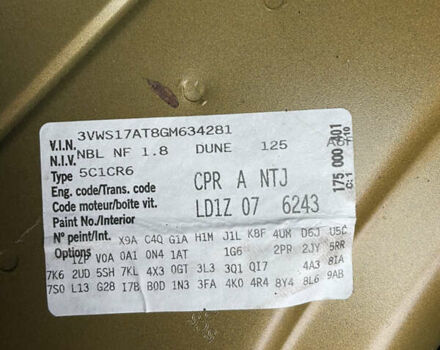 V.I.N. 3VWS17AT8GM634281
N.I.V. NBL NF 1.8 DUNE 125
Type 5C1CR6
Eng. code/Trans. code CPR A NTJ
Code moteur/boîte vit. LD1Z 07 6243
Paint No./Interior
N° peint/Int. X9A C4Q G1A H1M J1L K8F 4UM D6J U5C
Options 0A1 0N4 1AT 1G6 2PR 2JY 5RR
7K6 2UD 5SH 7KL 4X3 0GT 3L3 3Q1 QI7 4A3 8IA
7S0 L13 G28 I7B B0D 1N3 3FA 4K0 4R4 8Y4 8L6 9AB
175 000 401